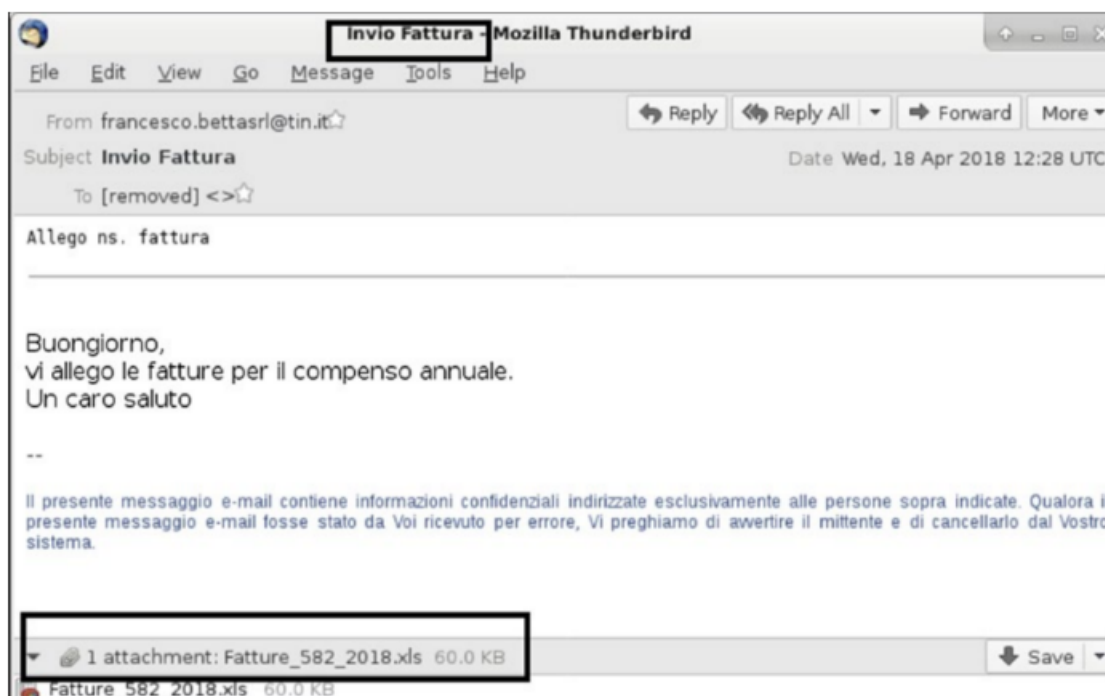 Invio Fattura - Mozilla Thunderbird
File Edit View Go Message Tools Help
From francesco.bettasrl@tin.it Reply Reply All Forward More
Subject Invio Fattura Date Wed, 18 Apr 2018 12:28 UTC
To [removed] <>
Allego ns. fattura
Buongiorno,
vi allego le fatture per il compenso annuale.
Un caro saluto
--
Il presente messaggio e-mail contiene informazioni confidenziali indirizzate esclusivamente alle persone sopra indicate. Qualora i
presente messaggio e-mail fosse stato da Voi ricevuto per errore, Vi preghiamo di avvertire il mittente e di cancellarlo dal Vostro
sistema.
1 attachment: Fatture_582_2018.xls 60.0 KB Save
Fatture_582_2018.xls 60.0 KB